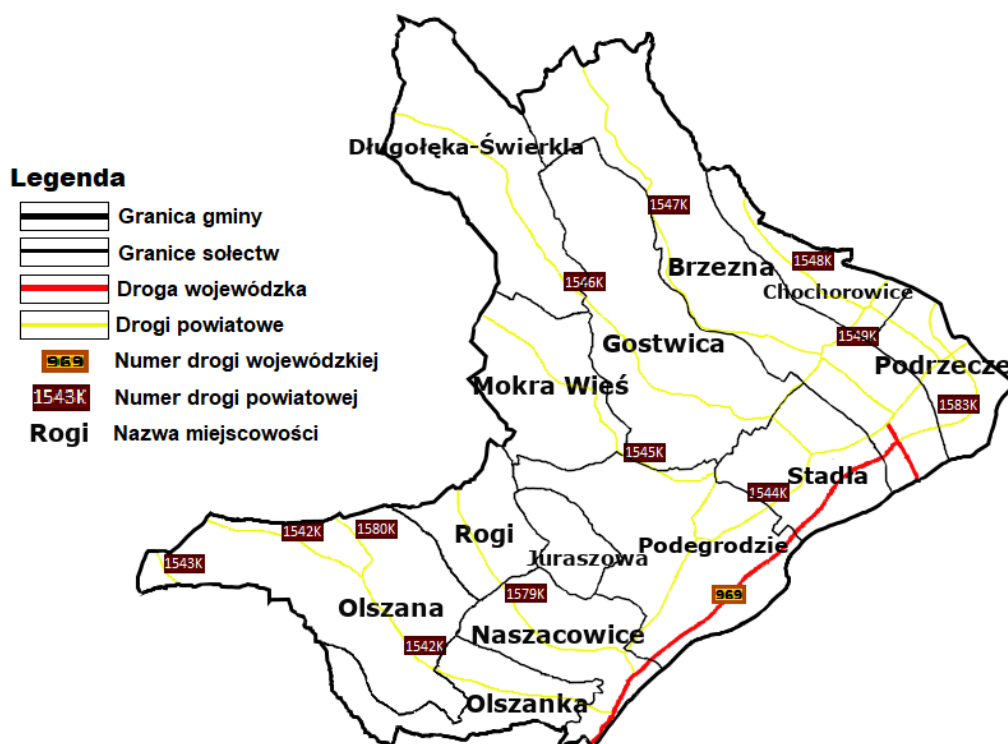 Legenda
Granica gminy
Granice sołectw
Droga wojewódzka
Drogi powiatowe
969 Numer drogi wojewódzkiej
1543K Numer drogi powiatowej
Rogi Nazwa miejscowości
Długołęka-Świerkla
1547K
1548K
Brzezna
1546K
Chochorowice
1549K
Gostwica
Podrzecze
Mokra Wieś
1583K
1545K
Stadła
1544K
1542K
1580K
Rogi
Podegrodzie
Juraszowa
1543K
1579K
969
Olszana
Naszacowice
1542K
Olszanka